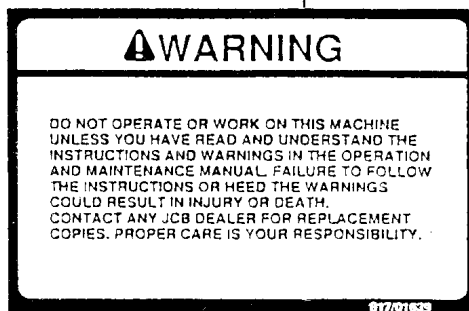 WARNING
DO NOT OPERATE OR WORK ON THIS MACHINE
UNLESS YOU HAVE READ AND UNDERSTAND THE
INSTRUCTIONS AND WARNINGS IN THE OPERATION
AND MAINTENANCE MANUAL. FAILURE TO FOLLOW
THE INSTRUCTIONS OR HEED THE WARNINGS
COULD RESULT IN INJURY OR DEATH.
CONTACT ANY JCB DEALER FOR REPLACEMENT
COPIES. PROPER CARE IS YOUR RESPONSIBILITY.